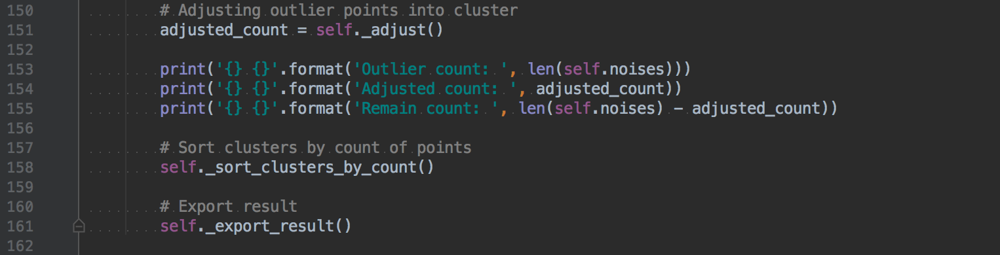 150 # Adjusting outlier points into cluster
151 adjusted_count = self._adjust()
152
153 print('{} {}'.format('Outlier count: ', len(self.noises)))
154 print('{} {}'.format('Adjusted count: ', adjusted_count))
155 print('{} {}'.format('Remain count: ', len(self.noises) - adjusted_count))
156
157 # Sort clusters by count of points
158 self._sort_clusters_by_count()
159
160 # Export result
161 self._export_result()
162